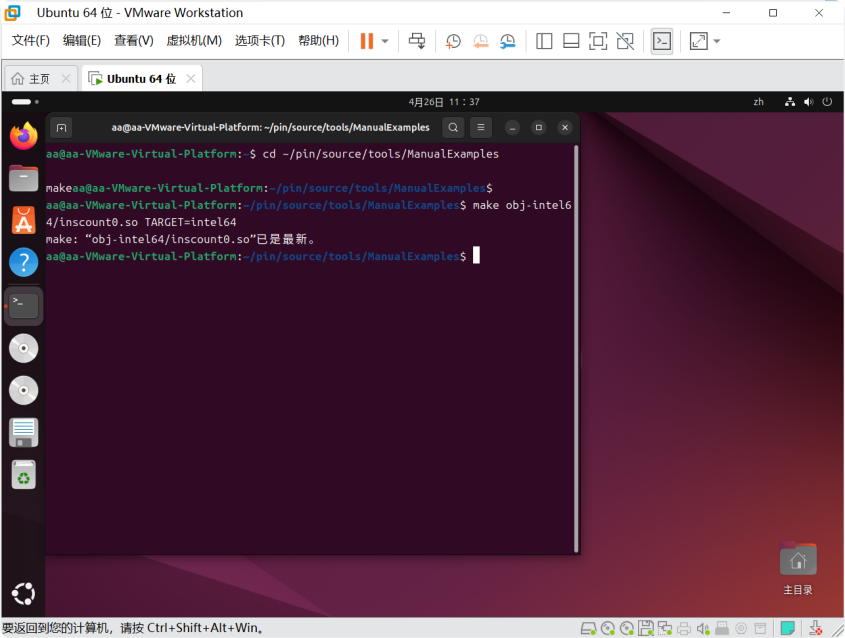 Ubuntu 64 位 - VMware Workstation
文件(F) 编辑(E) 查看(V) 虚拟机(M) 选项卡(T) 帮助(H)
主页 Ubuntu 64 位
4月26日 11：37 zh
aa@aa-VMware-Virtual-Platform: ~/pin/source/tools/ManualExamples
aa@aa-VMware-Virtual-Platform:~$ cd ~/pin/source/tools/ManualExamples
makeaa@aa-VMware-Virtual-Platform:~/pin/source/tools/ManualExamples$
aa@aa-VMware-Virtual-Platform:~/pin/source/tools/ManualExamples$ make obj-intel6
4/inscount0.so TARGET=intel64
make: “obj-intel64/inscount0.so”已是最新。
aa@aa-VMware-Virtual-Platform:~/pin/source/tools/ManualExamples$
主目录
要返回到您的计算机，请按 Ctrl+Shift+Alt+Win。